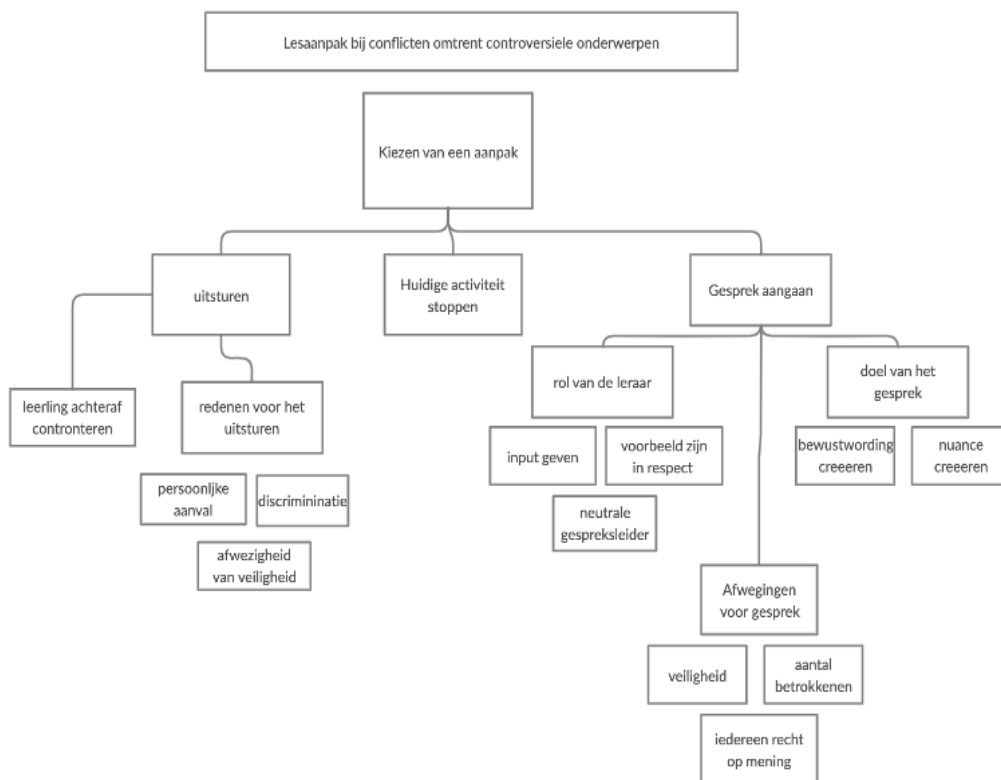 Lesaanpak bij conflicten omtrent controversiele onderwerpen
Kiezen van een aanpak
uitsturen
Huidige activiteit
stoppen
Gesprek aangaan
leerling achteraf
contronteren
redenen voor het
uitsturen
persoonljke
aanval
discrimininatie
afwezigheid
van veiligheid
rol van de leraar
input geven
voorbeeld zijn
in respect
neutrale
gespreksleider
doel van het
gesprek
bewustwording
creeeren
nuance
creeeren
Afwegingen
voor gesprek
veiligheid
aantal
betrokkenen
iedereen recht
op mening